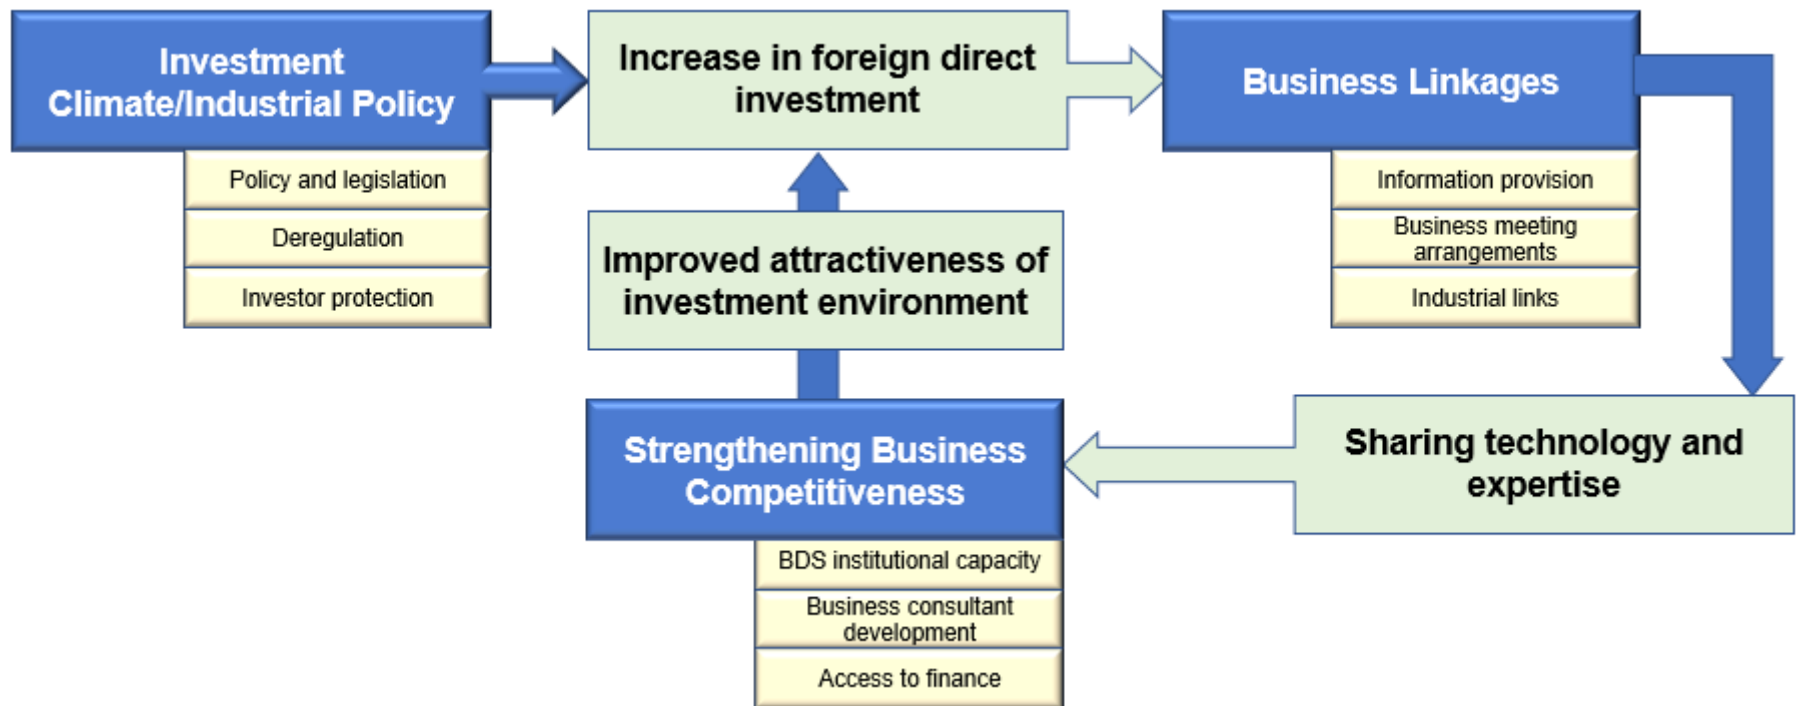 Investment
Climate/Industrial Policy
Policy and legislation
Deregulation
Investor protection
Increase in foreign direct
investment
Business Linkages
Information provision
Business meeting
arrangements
Industrial links
Improved attractiveness of
investment environment
Sharing technology and
expertise
Strengthening Business
Competitiveness
BDS institutional capacity
Business consultant
development
Access to finance